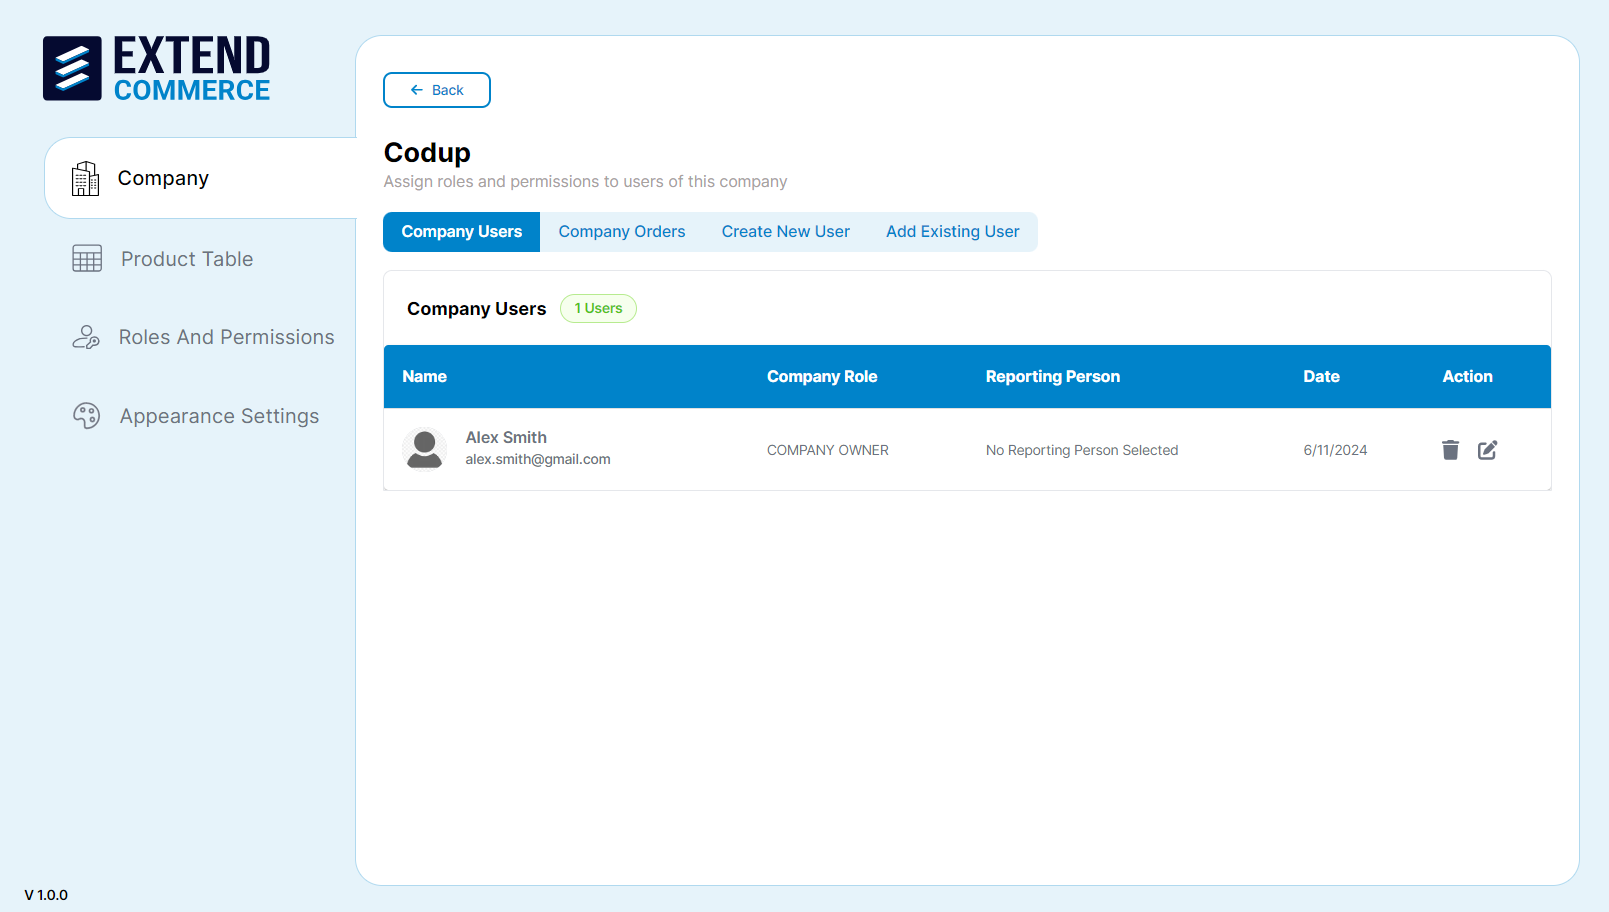 EXTEND
COMMERCE
Company
Product Table
Roles And Permissions
Appearance Settings
V 1.0.0
Back
Codup
Assign roles and permissions to users of this company
Company Users Company Orders Create New User Add Existing User
Company Users 1 Users
Name Company Role Reporting Person Date Action
Alex Smith
alex.smith@gmail.com
COMPANY OWNER No Reporting Person Selected 6/11/2024